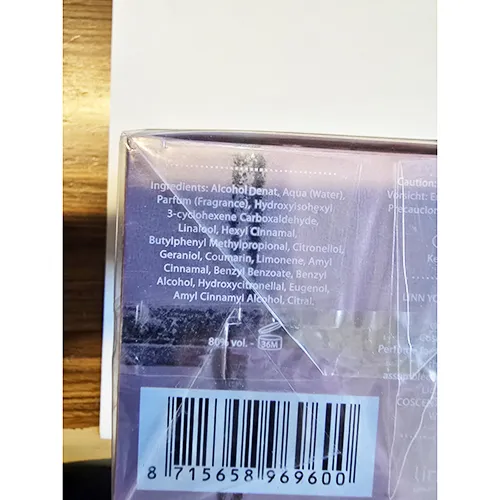 Ingredients: Alcohol Denat, Aqua (Water),
Parfum (Fragrance), Hydroxyisohexyl
3-cyclohexene Carboxaldehyde,
Linalool, Hexyl Cinnamal,
Butylphenyl Methylpropional, Citronellol,
Geraniol, Coumarin, Limonene, Amyl
Cinnamal, Benzyl Benzoate, Benzyl
Alcohol, Hydroxycitronellal, Eugenol,
Amyl Cinnamyl Alcohol, Citral.
80% vol. - 36M
8 715658 969600
Caution:
Vorsicht:
LINN